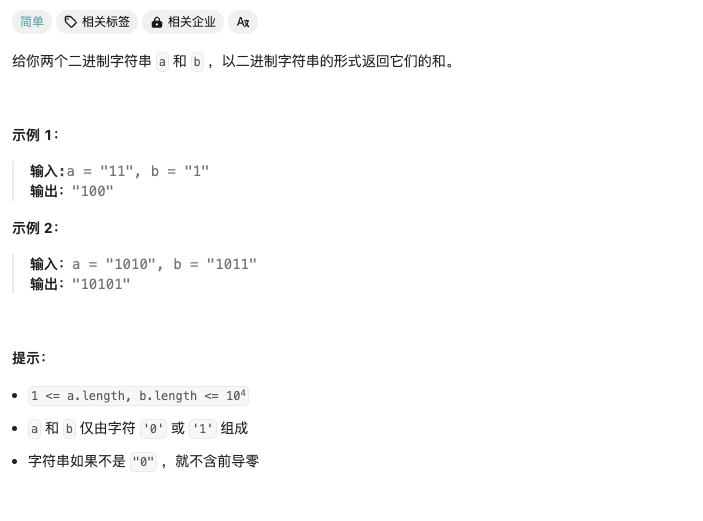 简单 相关标签 相关企业
给你两个二进制字符串 a 和 b ，以二进制字符串的形式返回它们的和。
示例 1：
输入:a = "11", b = "1"
输出："100"
示例 2：
输入：a = "1010", b = "1011"
输出："10101"
提示：
1 <= a.length, b.length <= 10⁴
a 和 b 仅由字符 '0' 或 '1' 组成
字符串如果不是 "0" ，就不含前导零